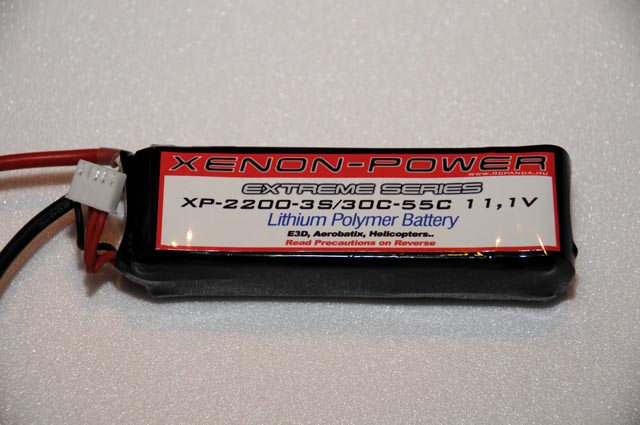 XENON-POWER
WWW.RCPANDA.HU
EXTREME SERIES
XP-2200-3S/30C-55C 11,1V
Lithium Polymer Battery
E3D, Aerobatix, Helicopters..
Read Precautions on Reverse